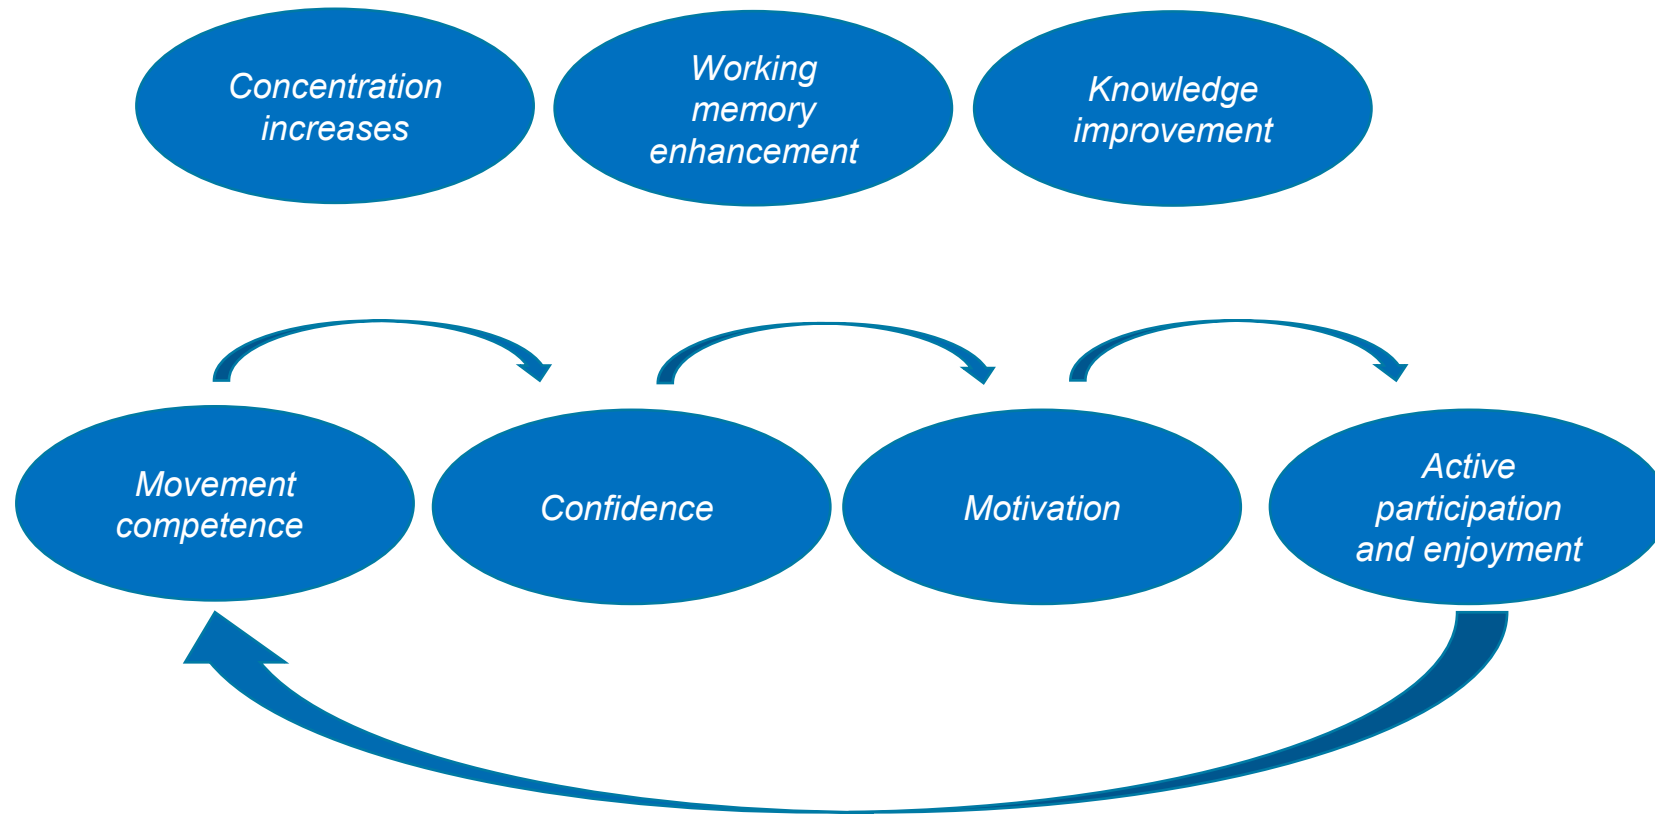 Concentration
increases
Working
memory
enhancement
Knowledge
improvement
Movement
competence
Confidence
Motivation
Active
participation
and enjoyment